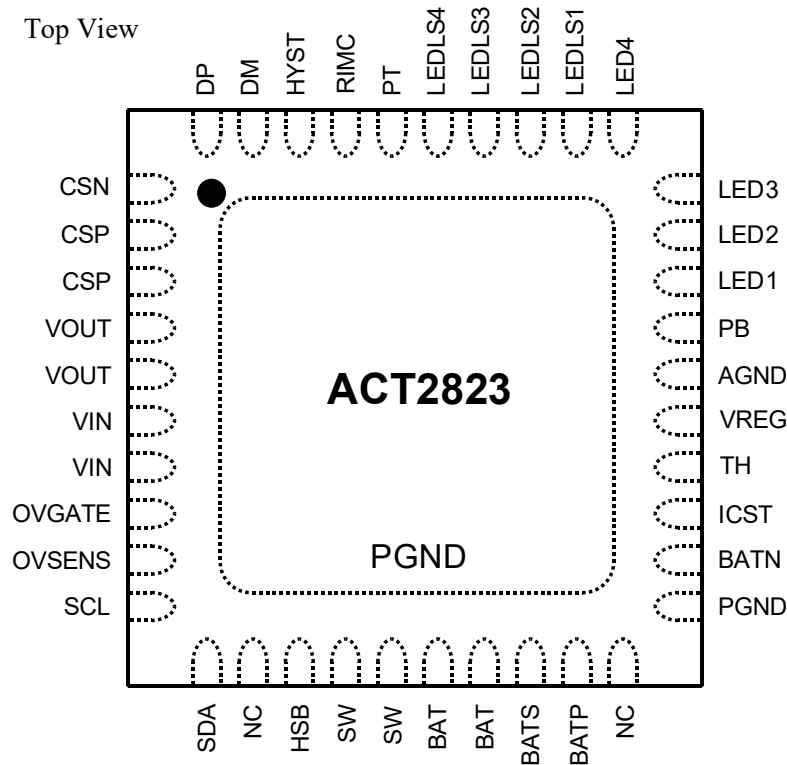 Top View
DP
DM
HYST
RIMC
PT
LEDLS4
LEDLS3
LEDLS2
LEDLS1
LED4
CSN
CSP
CSP
VOUT
VOUT
VIN
VIN
OVGATE
OVSENS
SCL
ACT2823
PGND
LED3
LED2
LED1
PB
AGND
VREG
TH
ICST
BATN
PGND
SDA
NC
HSB
SW
SW
BAT
BAT
BATS
BATP
NC